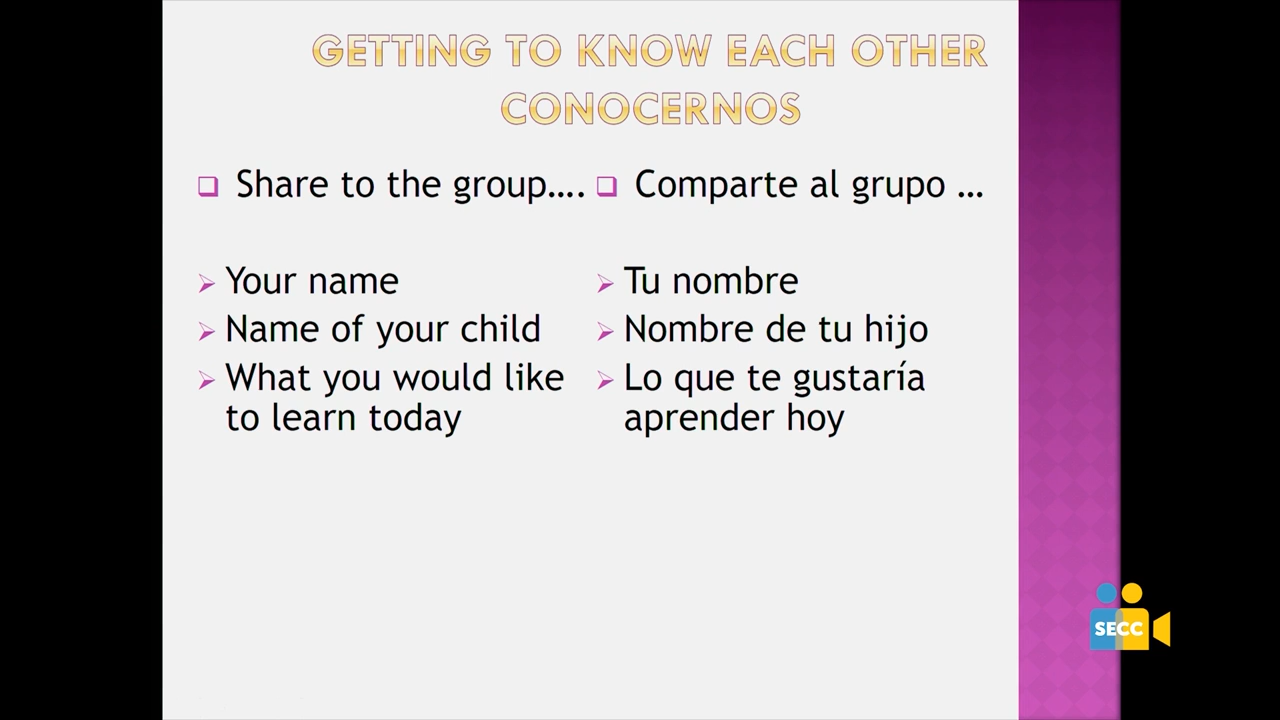 GETTING TO KNOW EACH OTHER
CONOCERNOS
Share to the group….
Your name
Name of your child
What you would like
to learn today
Comparte al grupo …
Tu nombre
Nombre de tu hijo
Lo que te gustaría
aprender hoy
SECC